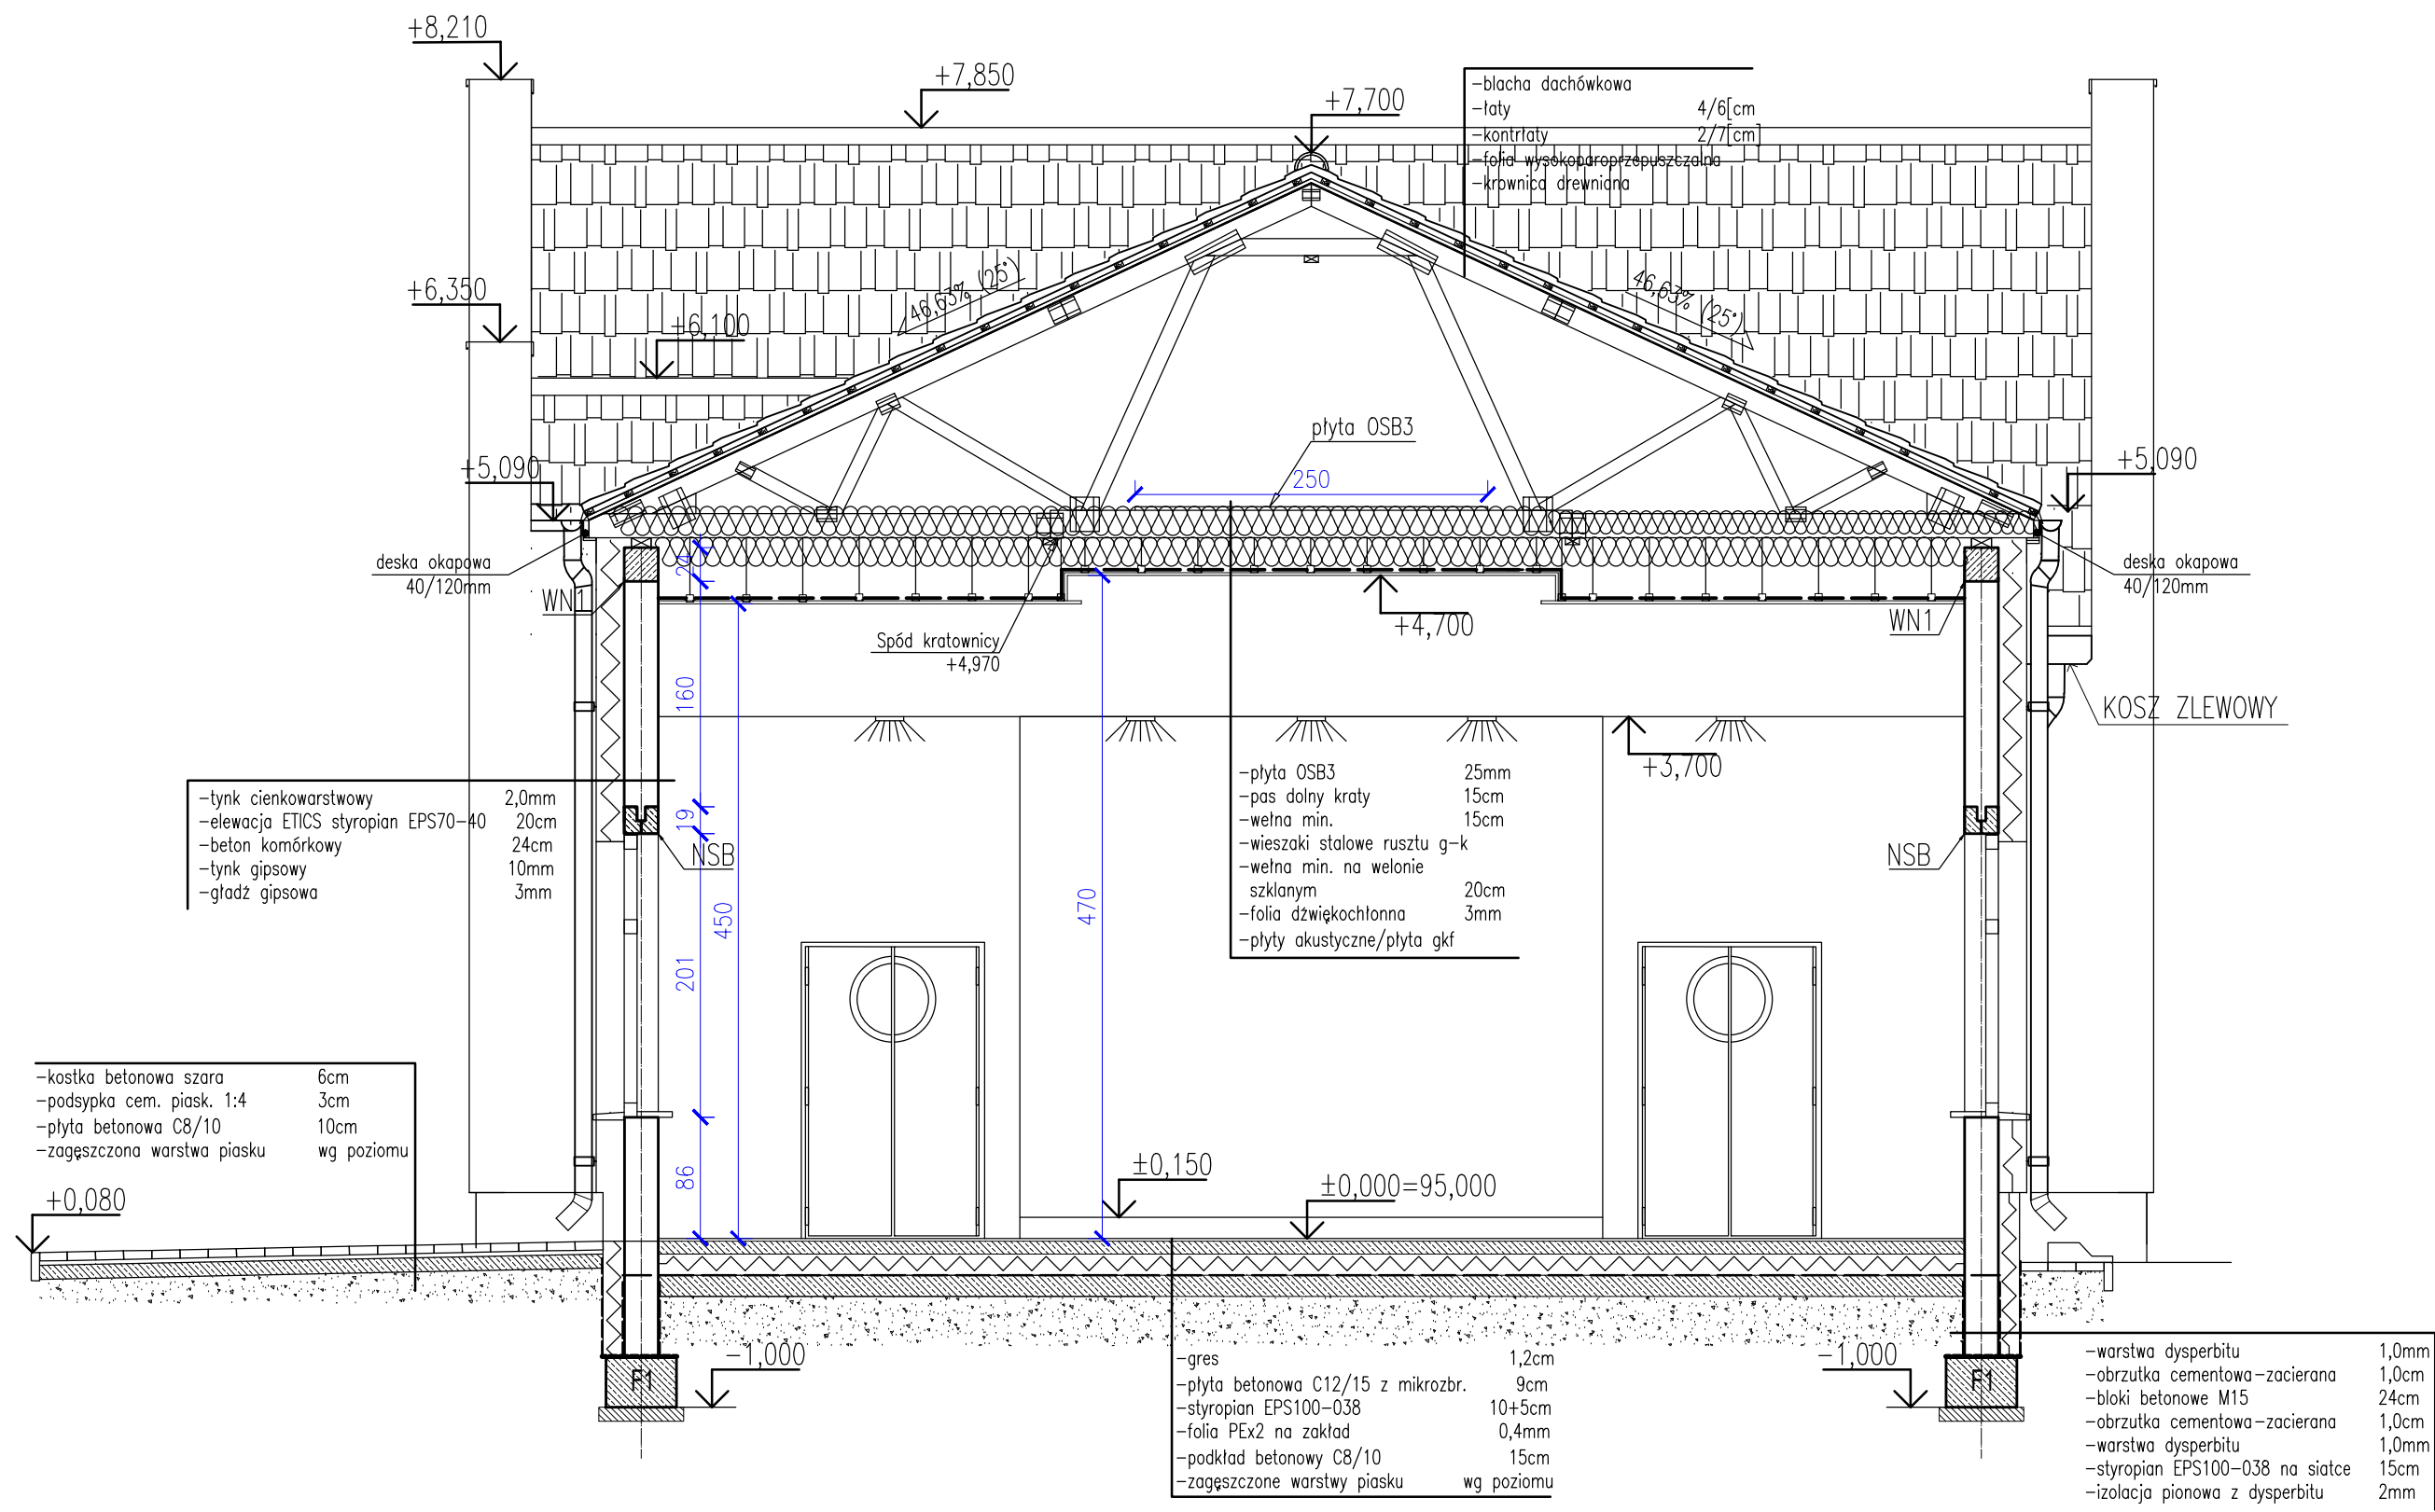 +8,210
+7,850
+7,700
-blacha dachówkowa
-łaty 4/6[cm
-kontrłaty 2/7[cm]
-folia wysokoparoprzepuszczalna
-krownica drewniana
+6,350
46,63% (25°)
46,63% (25°)
+6,100
płyta OSB3
+5,090
250
+5,090
deska okapowa
40/120mm
24
deska okapowa
40/120mm
WN1
WN1
+4,700
Spód kratownicy
+4,970
160
KOSZ ZLEWOWY
+3,700
-tynk cienkowarstwowy 2,0mm
-elewacja ETICS styropian EPS70-40 20cm
-beton komórkowy 24cm
-tynk gipsowy 10mm
-gładź gipsowa 3mm
19
NSB
NSB
450
470
-płyta OSB3 25mm
-pas dolny kraty 15cm
-wełna min. 15cm
-wieszaki stalowe rusztu g-k
-wełna min. na welonie
szklanym 20cm
-folia dźwiękochłonna 3mm
-płyty akustyczne/płyta gkf
201
-kostka betonowa szara 6cm
-podsypka cem. piask. 1:4 3cm
-płyta betonowa C8/10 10cm
-zagęszczona warstwa piasku wg poziomu
86
±0,150
±0,000=95,000
+0,080
-1,000
-1,000
F1
F1
-gres 1,2cm
-płyta betonowa C12/15 z mikrozbr. 9cm
-styropian EPS100-038 10+5cm
-folia PEx2 na zakład 0,4mm
-podkład betonowy C8/10 15cm
-zagęszczone warstwy piasku wg poziomu
-warstwa dysperbitu 1,0mm
-obrzutka cementowa-zacierana 1,0cm
-bloki betonowe M15 24cm
-obrzutka cementowa-zacierana 1,0cm
-warstwa dysperbitu 1,0mm
-styropian EPS100-038 na siatce 15cm
-izolacja pionowa z dysperbitu 2mm